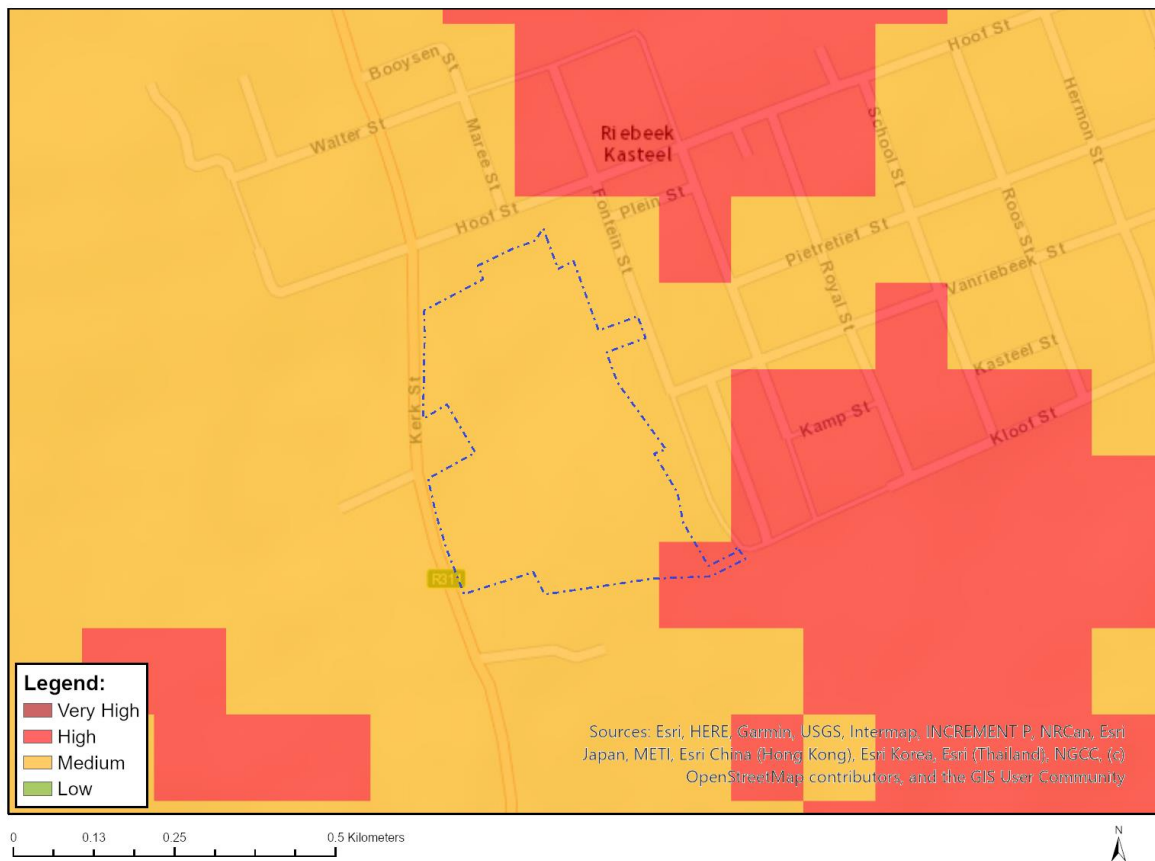 Booysen St
Walter St
Maree St
Hoof St
Riebeek
Kasteel
Hoof St
Hermon St
School St
Fontein St
Plein St
Pietretief St
Roos St
Royal St
Vanriebeek St
Kasteel St
Kamp St
Kloof St
Kerk St
Legend:
Very High
High
Medium
Low
Sources: Esri, HERE, Garmin, USGS, Intermap, INCREMENT P, NRCan, Esri
Japan, METI, Esri China (Hong Kong), Esri Korea, Esri (Thailand), NGCC, (c)
OpenStreetMap contributors, and the GIS User Community
0 0.13 0.25 0.5 Kilometers
N